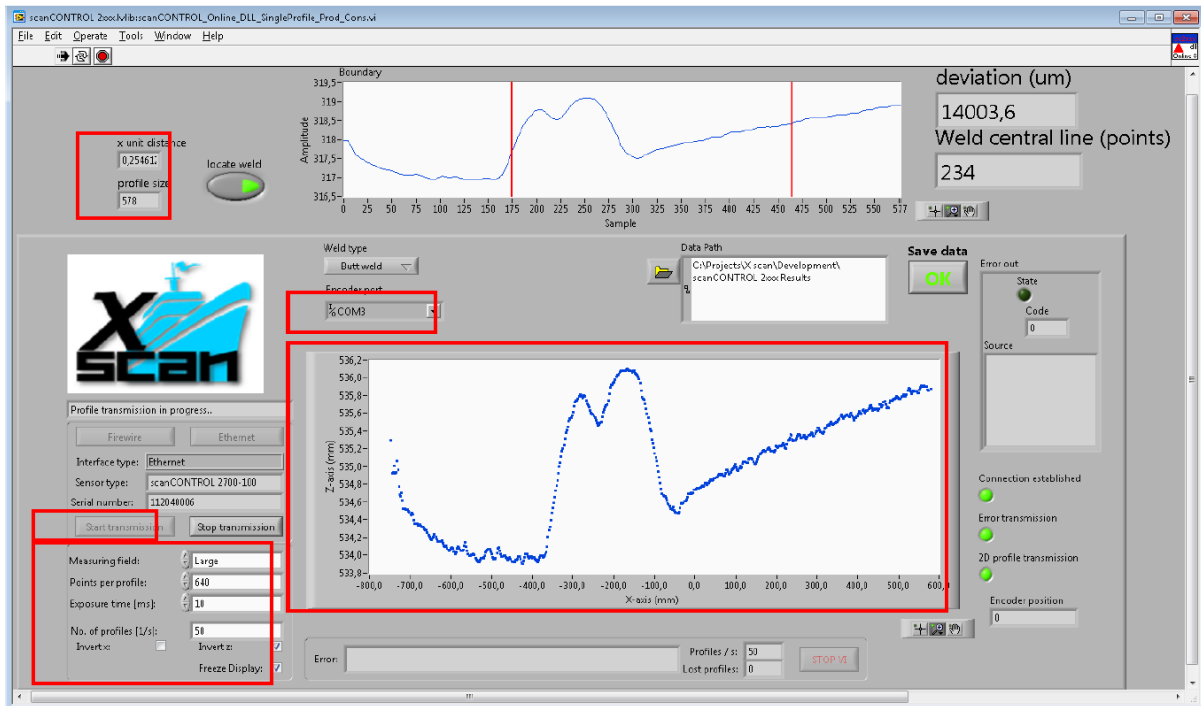 scanCONTROL 2xxx.lvlib:scanCONTROL_Online_DLL_SingleProfile_Prod_Cons.vi
File Edit Operate Tools Window Help
x unit distance
0,25461
profile size
578
locate weld
Boundary
Amplitude
319,5-
319-
318,5-
318-
317,5-
317-
316,5-
0 25 50 75 100 125 150 175 200 225 250 275 300 325 350 375 400 425 450 475 500 525 550 577
Sample
deviation (um)
14003,6
Weld central line (points)
234
X scan
Weld type
Butt weld
Encoder port
COM3
Data Path
C:\Projects\X scan\Development\
scanCONTROL 2xxx Results
Save data
OK
Error out
State
Code
0
Source
Profile transmission in progress..
Firewire Ethernet
Interface type: Ethernet
Sensor type: scanCONTROL 2700-100
Serial number: 112040006
Start transmission Stop transmission
Measuring field: Large
Points per profile: 640
Exposure time [ms]: 10
No. of profiles [1/s]: 50
Invert x: Invert z:
Freeze Display:
Z-axis (mm)
536,2-
536,0-
535,8-
535,6-
535,4-
535,2-
535,0-
534,8-
534,6-
534,4-
534,2-
534,0-
533,8-
-800,0 -700,0 -600,0 -500,0 -400,0 -300,0 -200,0 -100,0 0,0 100,0 200,0 300,0 400,0 500,0 600,
X-axis (mm)
Connection established
Error transmission
2D profile transmission
Encoder position
0
Error:
Profiles / s: 50
Lost profiles: 0
STOP VI